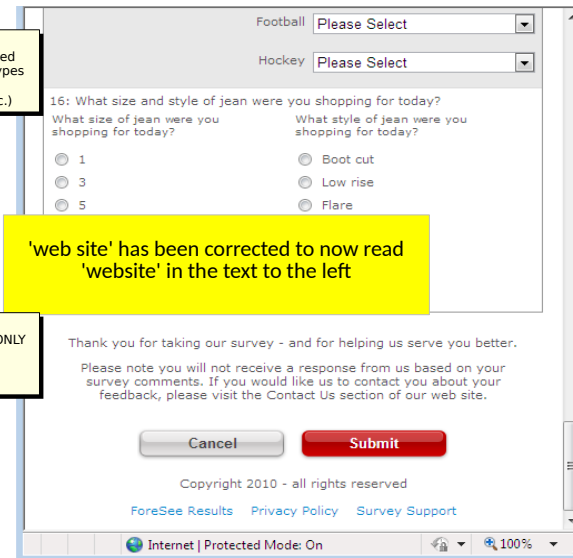 Football Please Select
Hockey Please Select
ypes
c.)
16: What size and style of jean were you shopping for today?
What size of jean were you
shopping for today?
What style of jean were you
shopping for today?
1
3
5
Boot cut
Low rise
Flare
'web site' has been corrected to now read
'website' in the text to the left
ONLY
Thank you for taking our survey - and for helping us serve you better.
Please note you will not receive a response from us based on your
survey comments. If you would like us to contact you about your
feedback, please visit the Contact Us section of our web site.
Cancel Submit
Copyright 2010 - all rights reserved
ForeSee Results Privacy Policy Survey Support
Internet | Protected Mode: On 100%